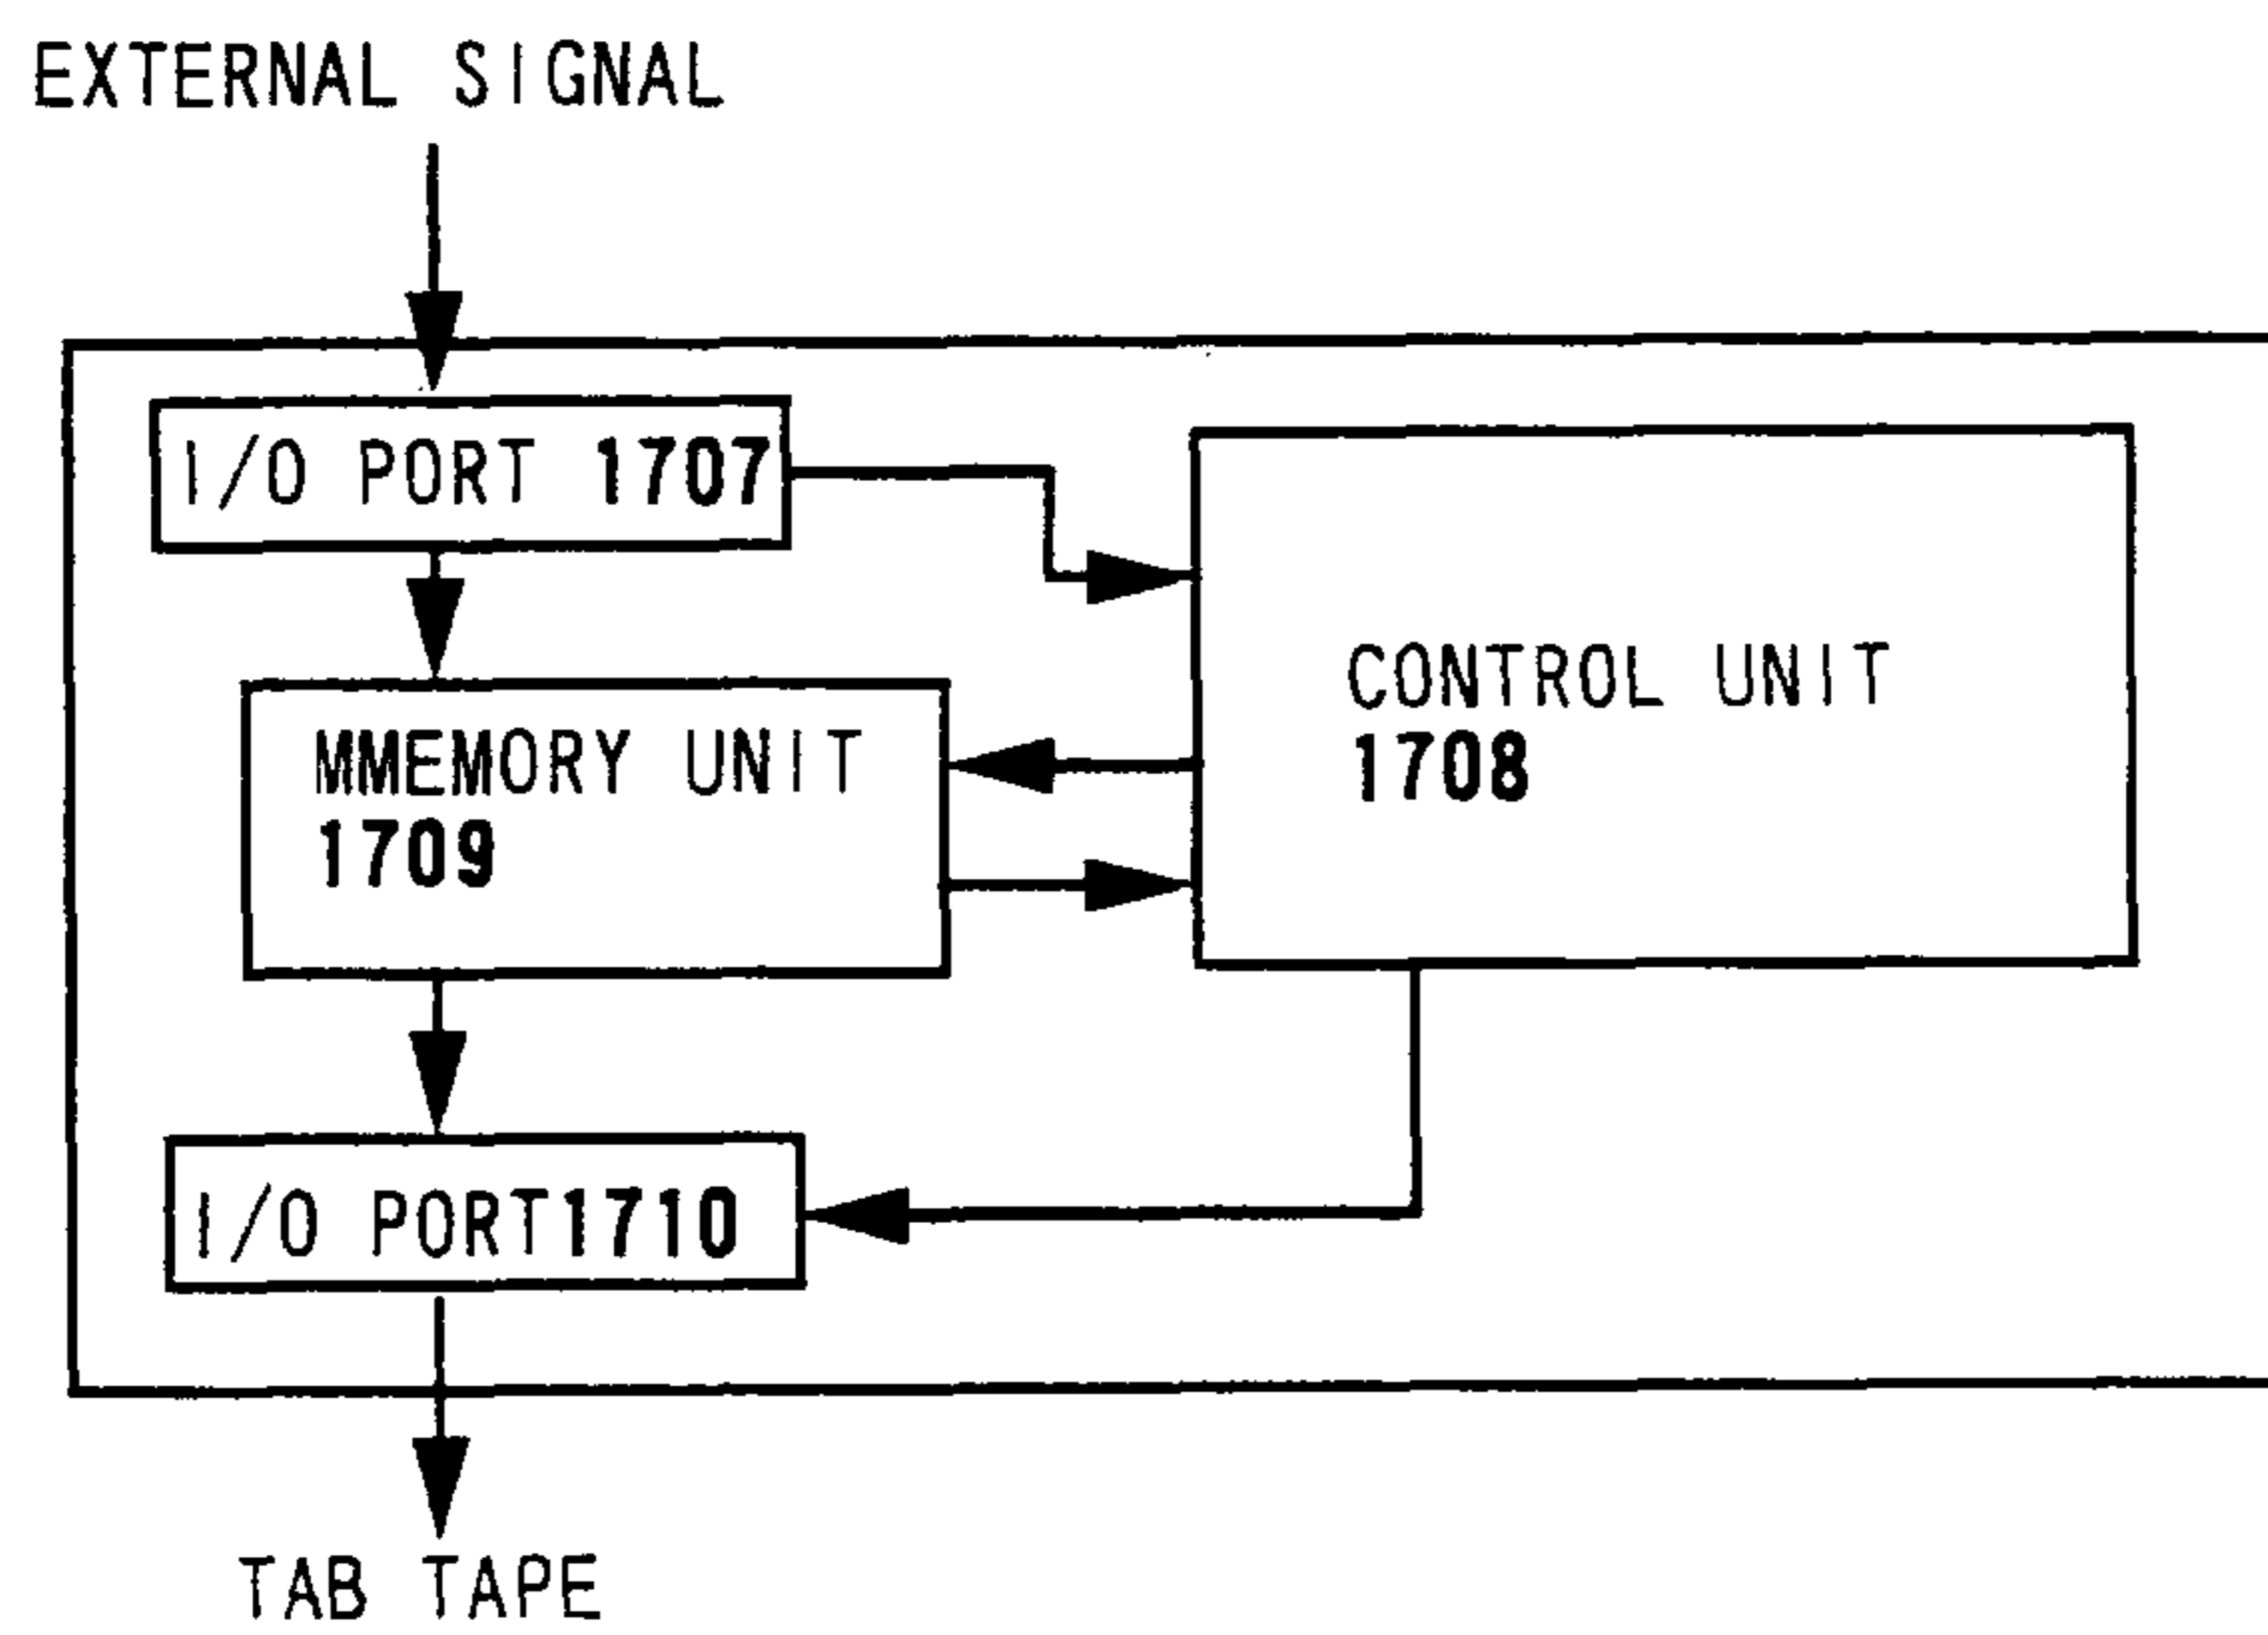 EXTERNAL SIGNAL
I/O PORT 1707
CONTROL UNIT
1708
MMEMORY UNIT
1709
I/O PORT1710
TAB TAPE